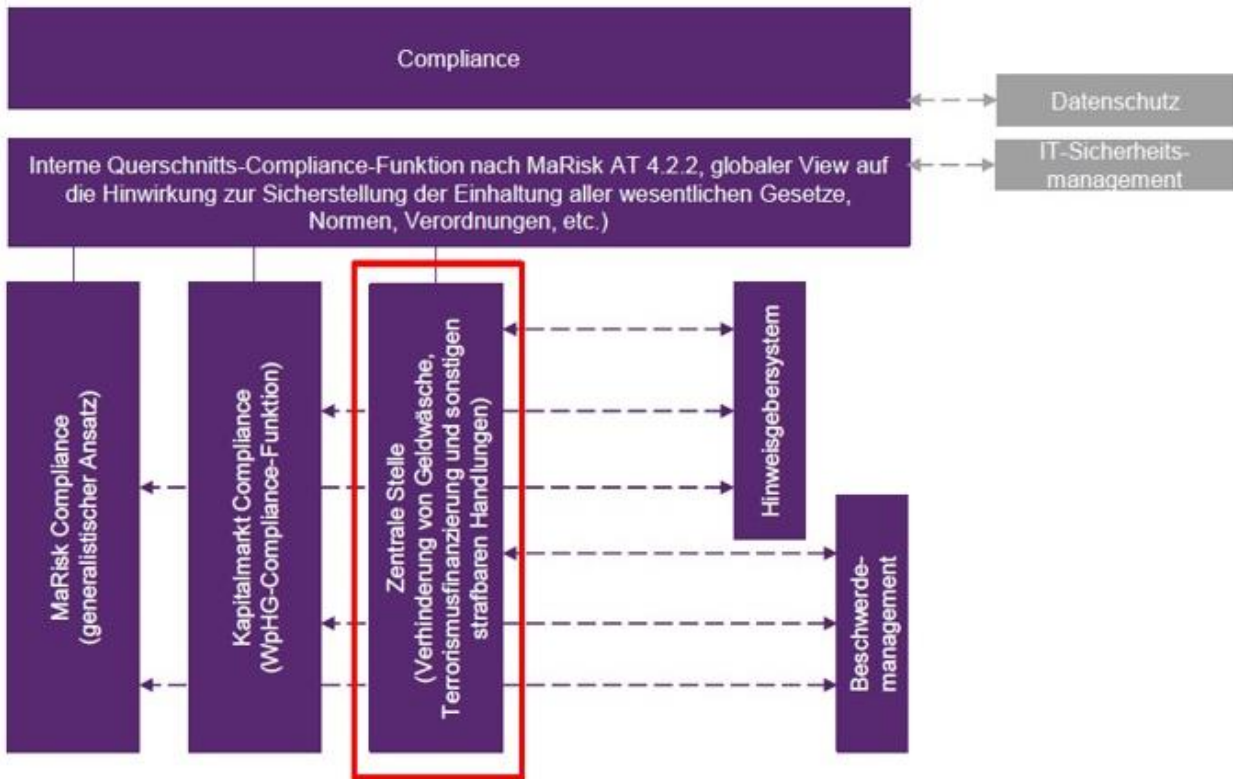 Compliance
Datenschutz
Interne Querschnitts-Compliance-Funktion nach MaRisk AT 4.2.2, globaler View auf
die Hinwirkung zur Sicherstellung der Einhaltung aller wesentlichen Gesetze,
Normen, Verordnungen, etc.)
IT-Sicherheits-
management
MaRisk Compliance
(generalistischer Ansatz)
Kapitalmarkt Compliance
(WpHG-Compliance-Funktion)
Zentrale Stelle
(Verhinderung von Geldwäsche,
Terrorismusfinanzierung und sonstigen
strafbaren Handlungen)
Hinweisgebersystem
Beschwerde-
management